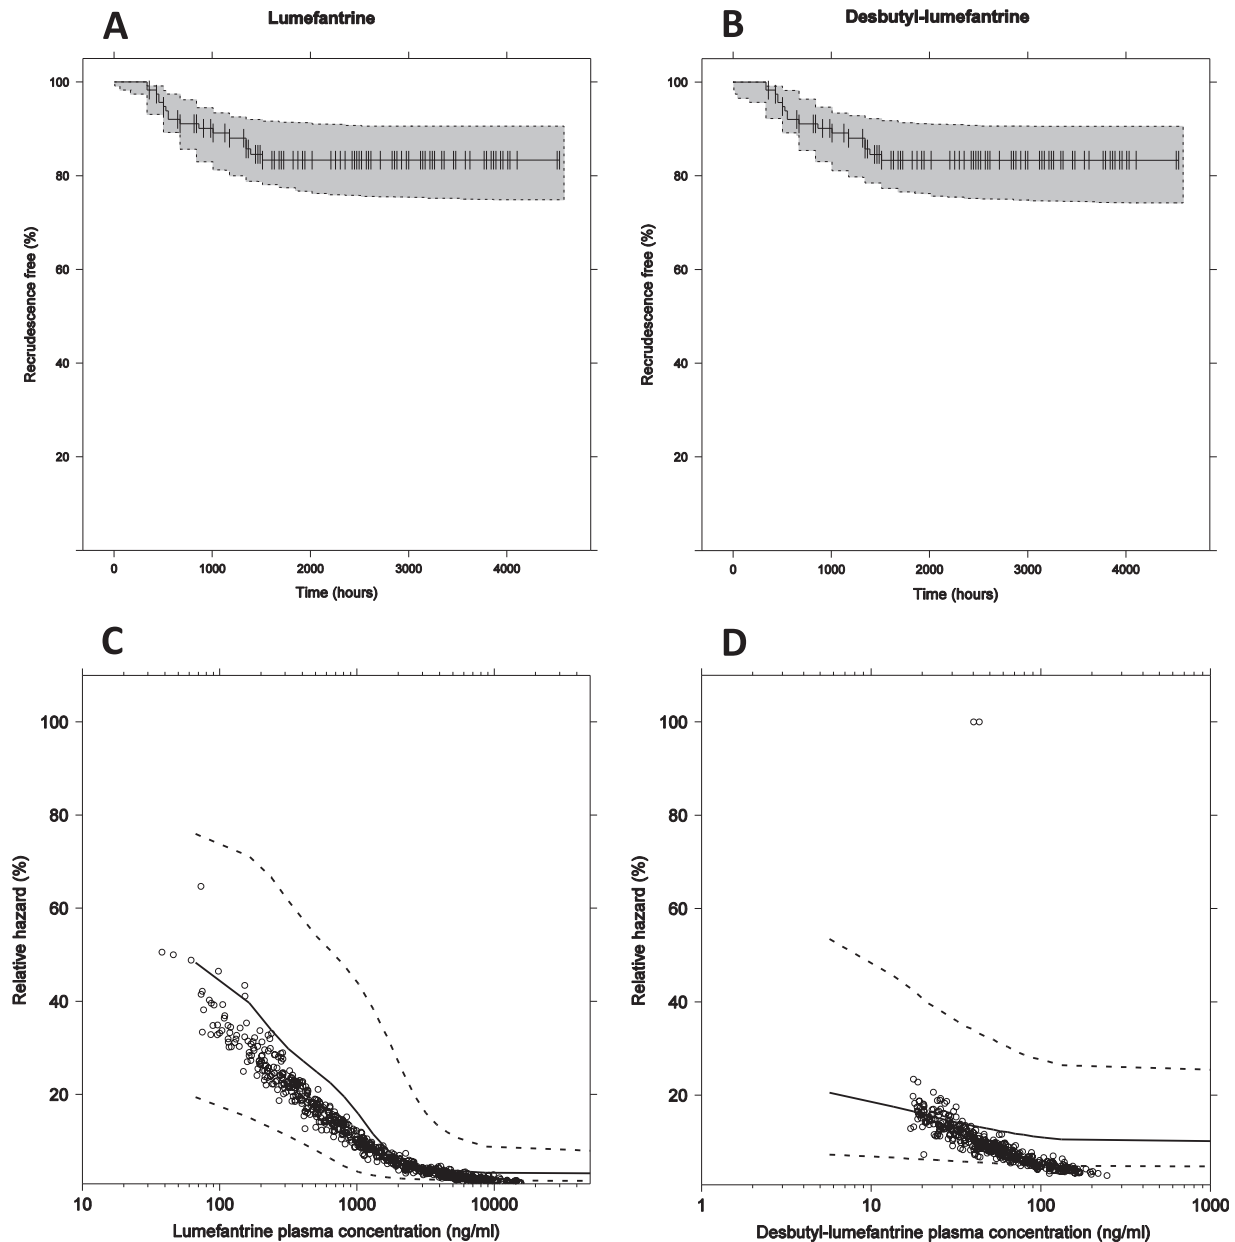 A
Lumefantrine
100
80
60
40
20
Recrudescence free (%)
0
1000
2000
3000
4000
Time (hours)
B
Desbutyl-lumefantrine
100
80
60
40
20
Recrudescence free (%)
0
1000
2000
3000
4000
Time (hours)
C
100
80
60
40
20
Relative hazard (%)
10
100
1000
10000
Lumefantrine plasma concentration (ng/ml)
D
100
80
60
40
20
Relative hazard (%)
1
10
100
1000
Desbutyl-lumefantrine plasma concentration (ng/ml)